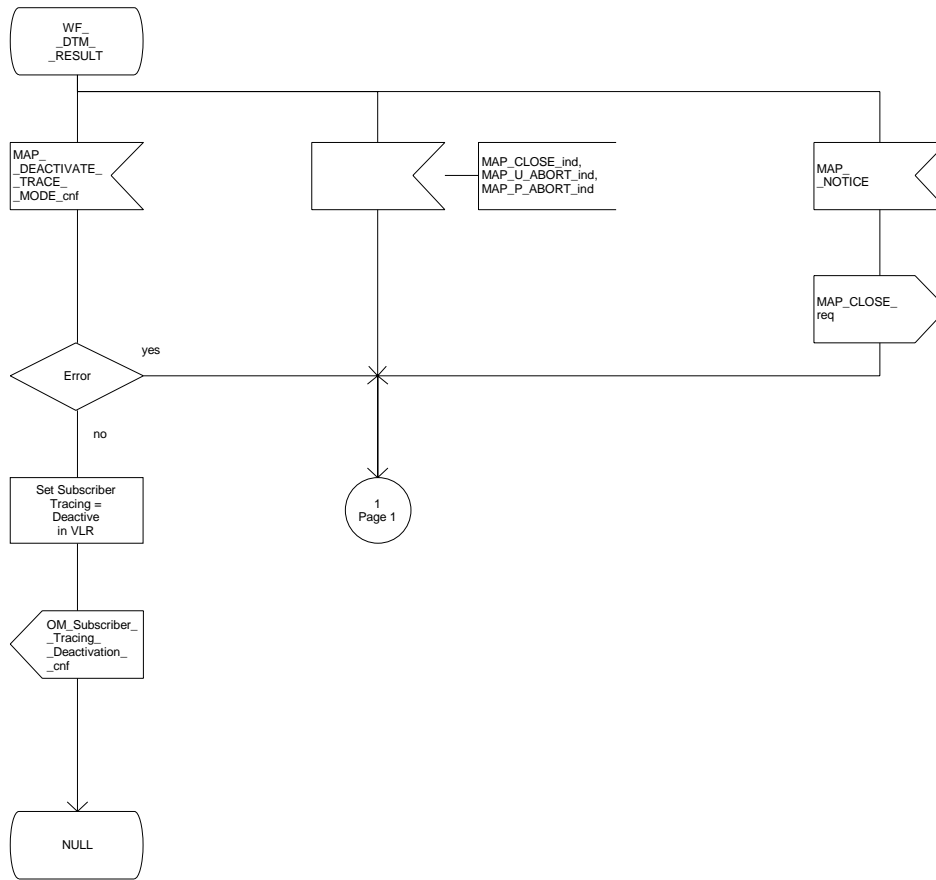 WF_
_DTM_
_RESULT
MAP_
_DEACTIVATE_
_TRACE_
_MODE_cnf
MAP_CLOSE_ind,
MAP_U_ABORT_ind,
MAP_P_ABORT_ind
MAP_
_NOTICE
MAP_CLOSE_
req
yes
Error
no
Set Subscriber
Tracing =
Deactive
in VLR
1
Page 1
OM_Subscriber_
_Tracing_
_Deactivation_
_cnf
NULL